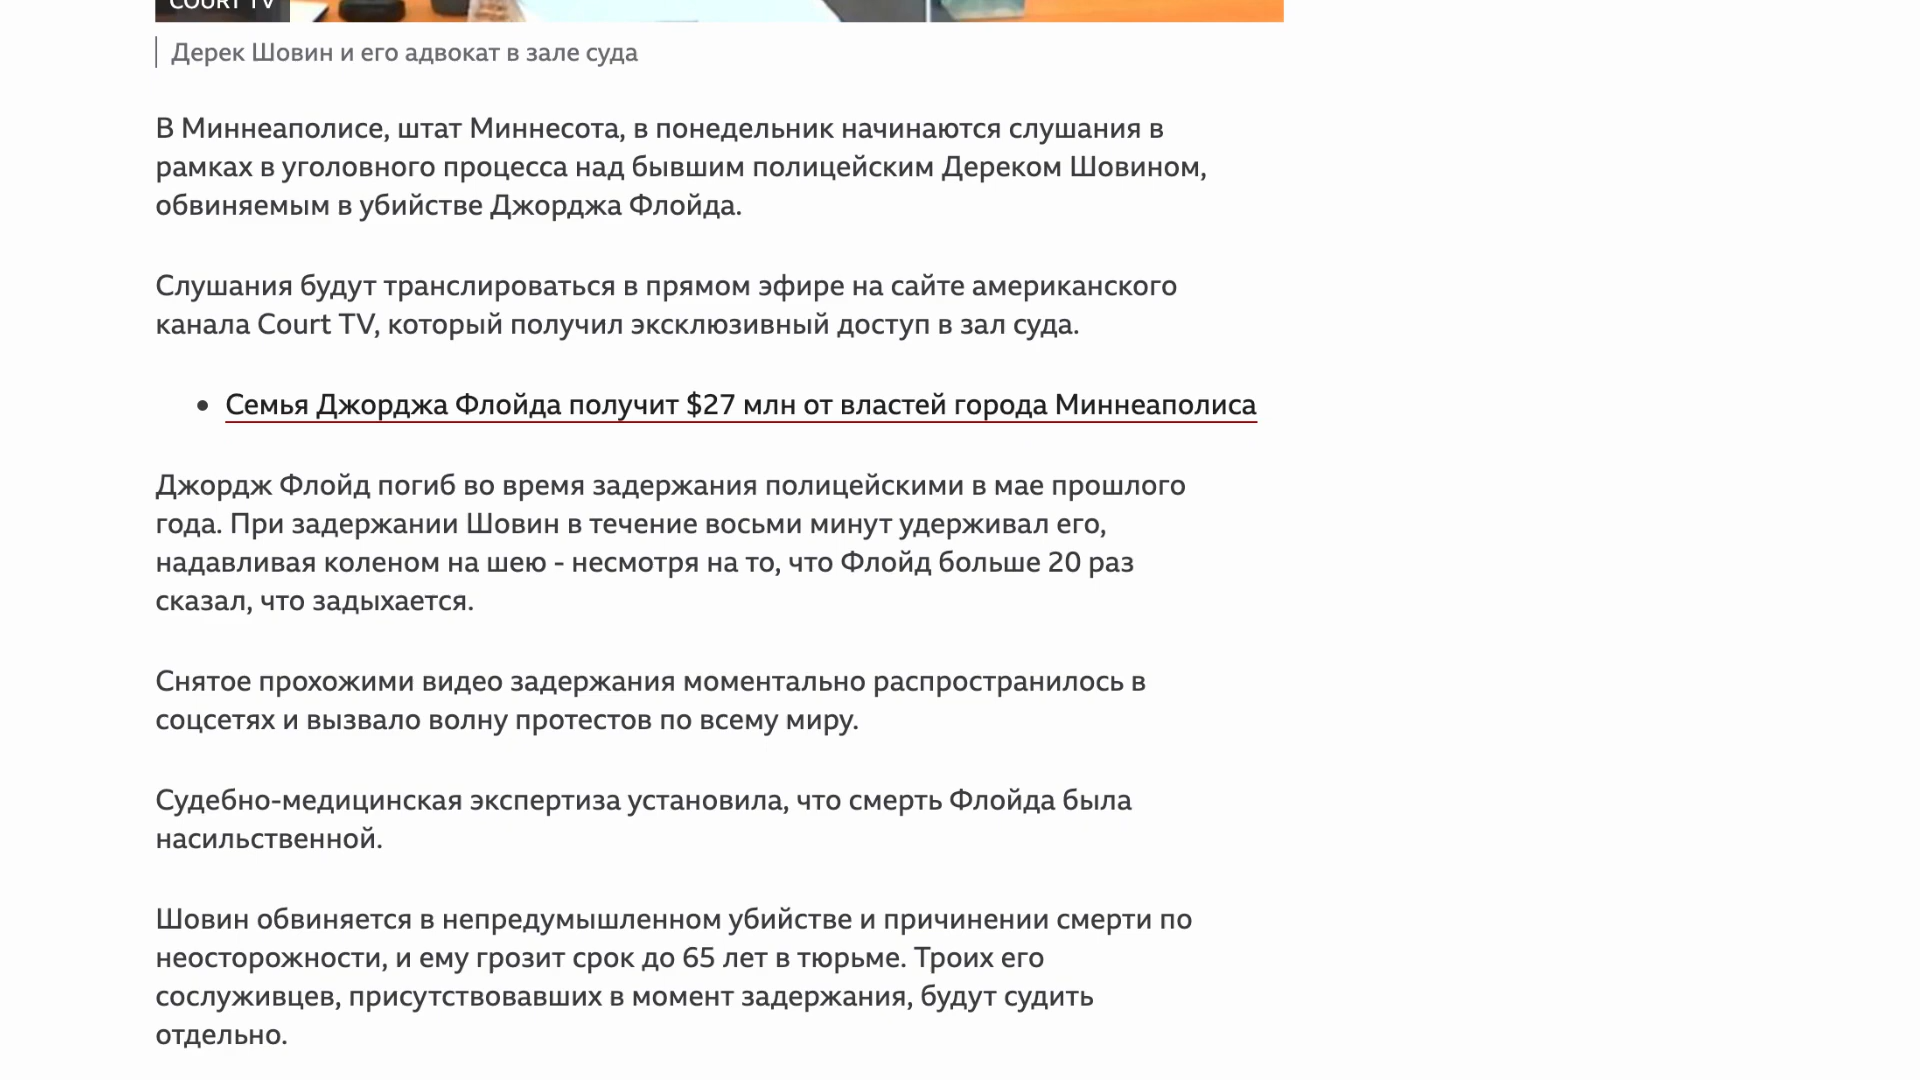 COURT TV
Дерек Шовин и его адвокат в зале суда
В Миннеаполисе, штат Миннесота, в понедельник начинаются слушания в
рамках в уголовного процесса над бывшим полицейским Дереком Шовином,
обвиняемым в убийстве Джорджа Флойда.
Слушания будут транслироваться в прямом эфире на сайте американского
канала Court TV, который получил эксклюзивный доступ в зал суда.
• Семья Джорджа Флойда получит $27 млн от властей города Миннеаполиса
Джордж Флойд погиб во время задержания полицейскими в мае прошлого
года. При задержании Шовин в течение восьми минут удерживал его,
надавливая коленом на шею - несмотря на то, что Флойд больше 20 раз
сказал, что задыхается.
Снятое прохожими видео задержания моментально распространилось в
соцсетях и вызвало волну протестов по всему миру.
Судебно-медицинская экспертиза установила, что смерть Флойда была
насильственной.
Шовин обвиняется в непредумышленном убийстве и причинении смерти по
неосторожности, и ему грозит срок до 65 лет в тюрьме. Троих его
сослуживцев, присутствовавших в момент задержания, будут судить
отдельно.